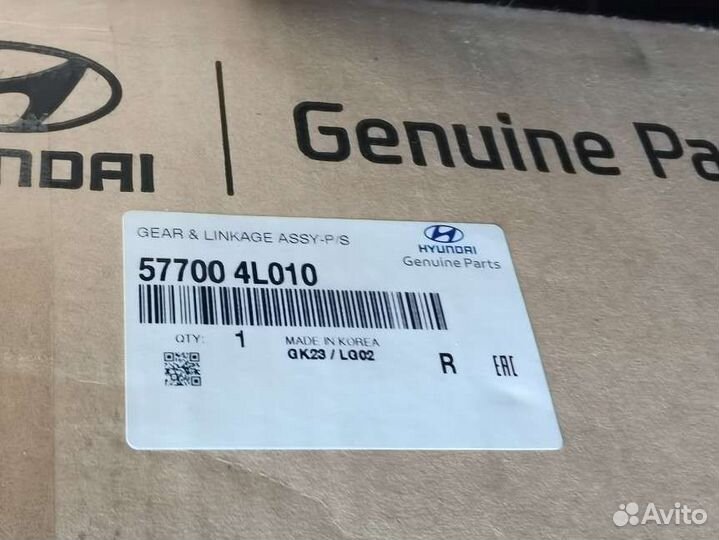 HYUNDAI
Genuine Pa
GEAR & LINKAGE ASSY-P/S
57700 4L010
QTY: 1
MADE IN KOREA
GK23 / LG02
R
EAC
HYUNDAI
Genuine Parts
Avito